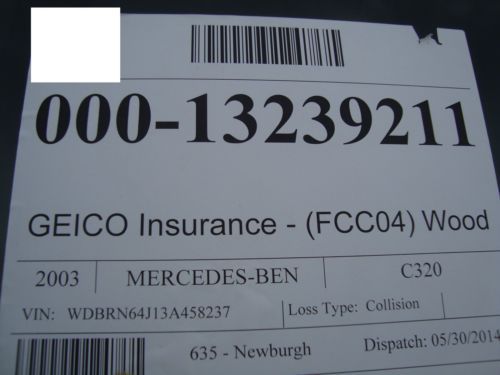 000-13239211
GEICO Insurance - (FCC04) Wood
2003 MERCEDES-BEN C320
VIN: WDBRN64J13A458237 Loss Type: Collision
635 - Newburgh Dispatch: 05/30/2014